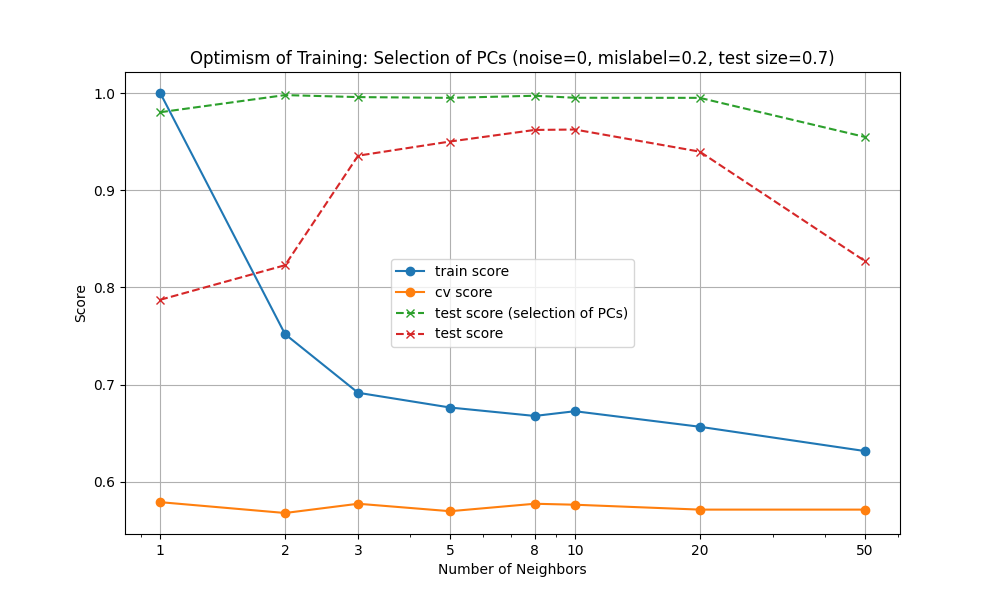 Optimism of Training: Selection of PCs (noise=0, mislabel=0.2, test size=0.7)
1.0
0.9
0.8
0.7
0.6
Score
train score
cv score
test score (selection of PCs)
test score
1 2 3 5 8 10 20 50
Number of Neighbors